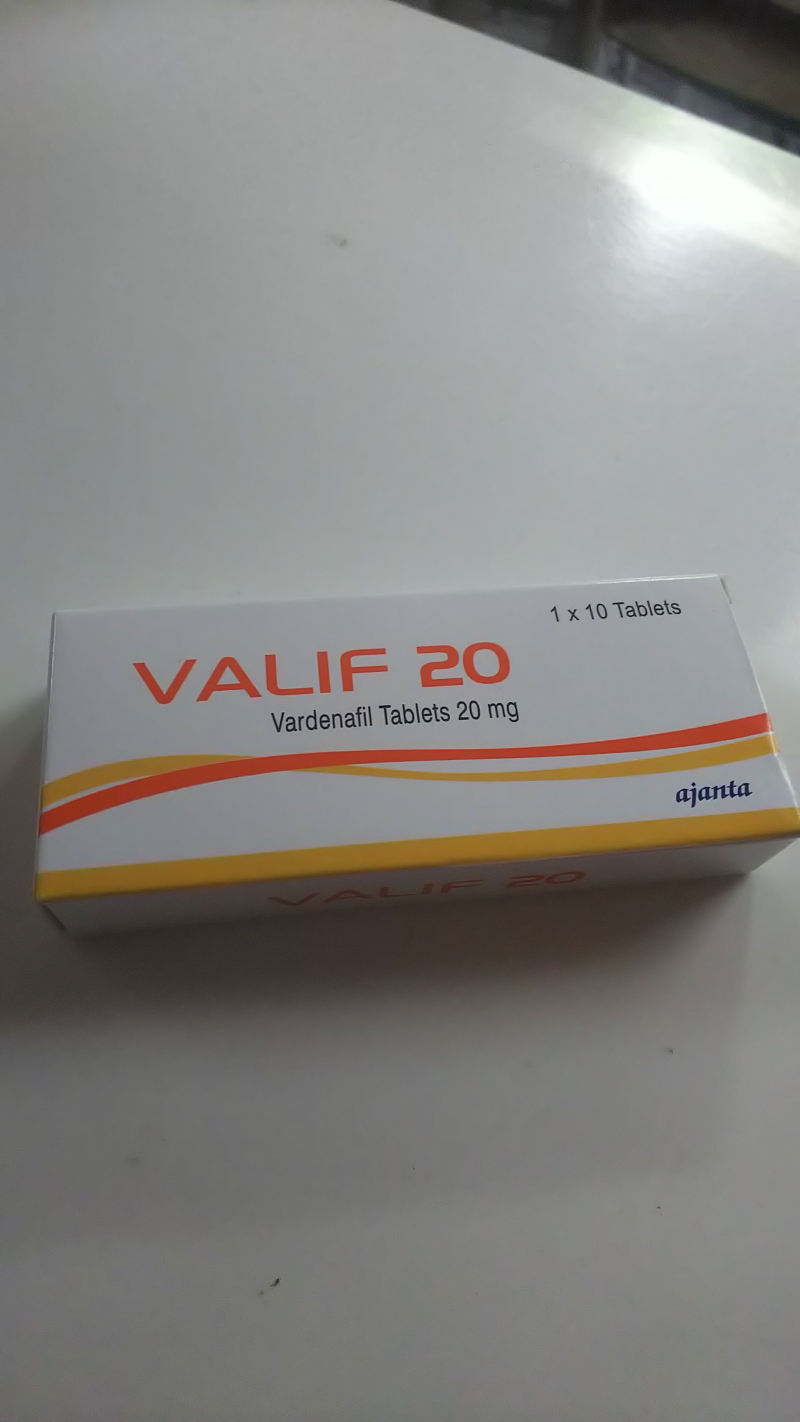 1 x 10 Tablets
VALIF 20
Vardenafil Tablets 20 mg
ajanta
VALIF 20